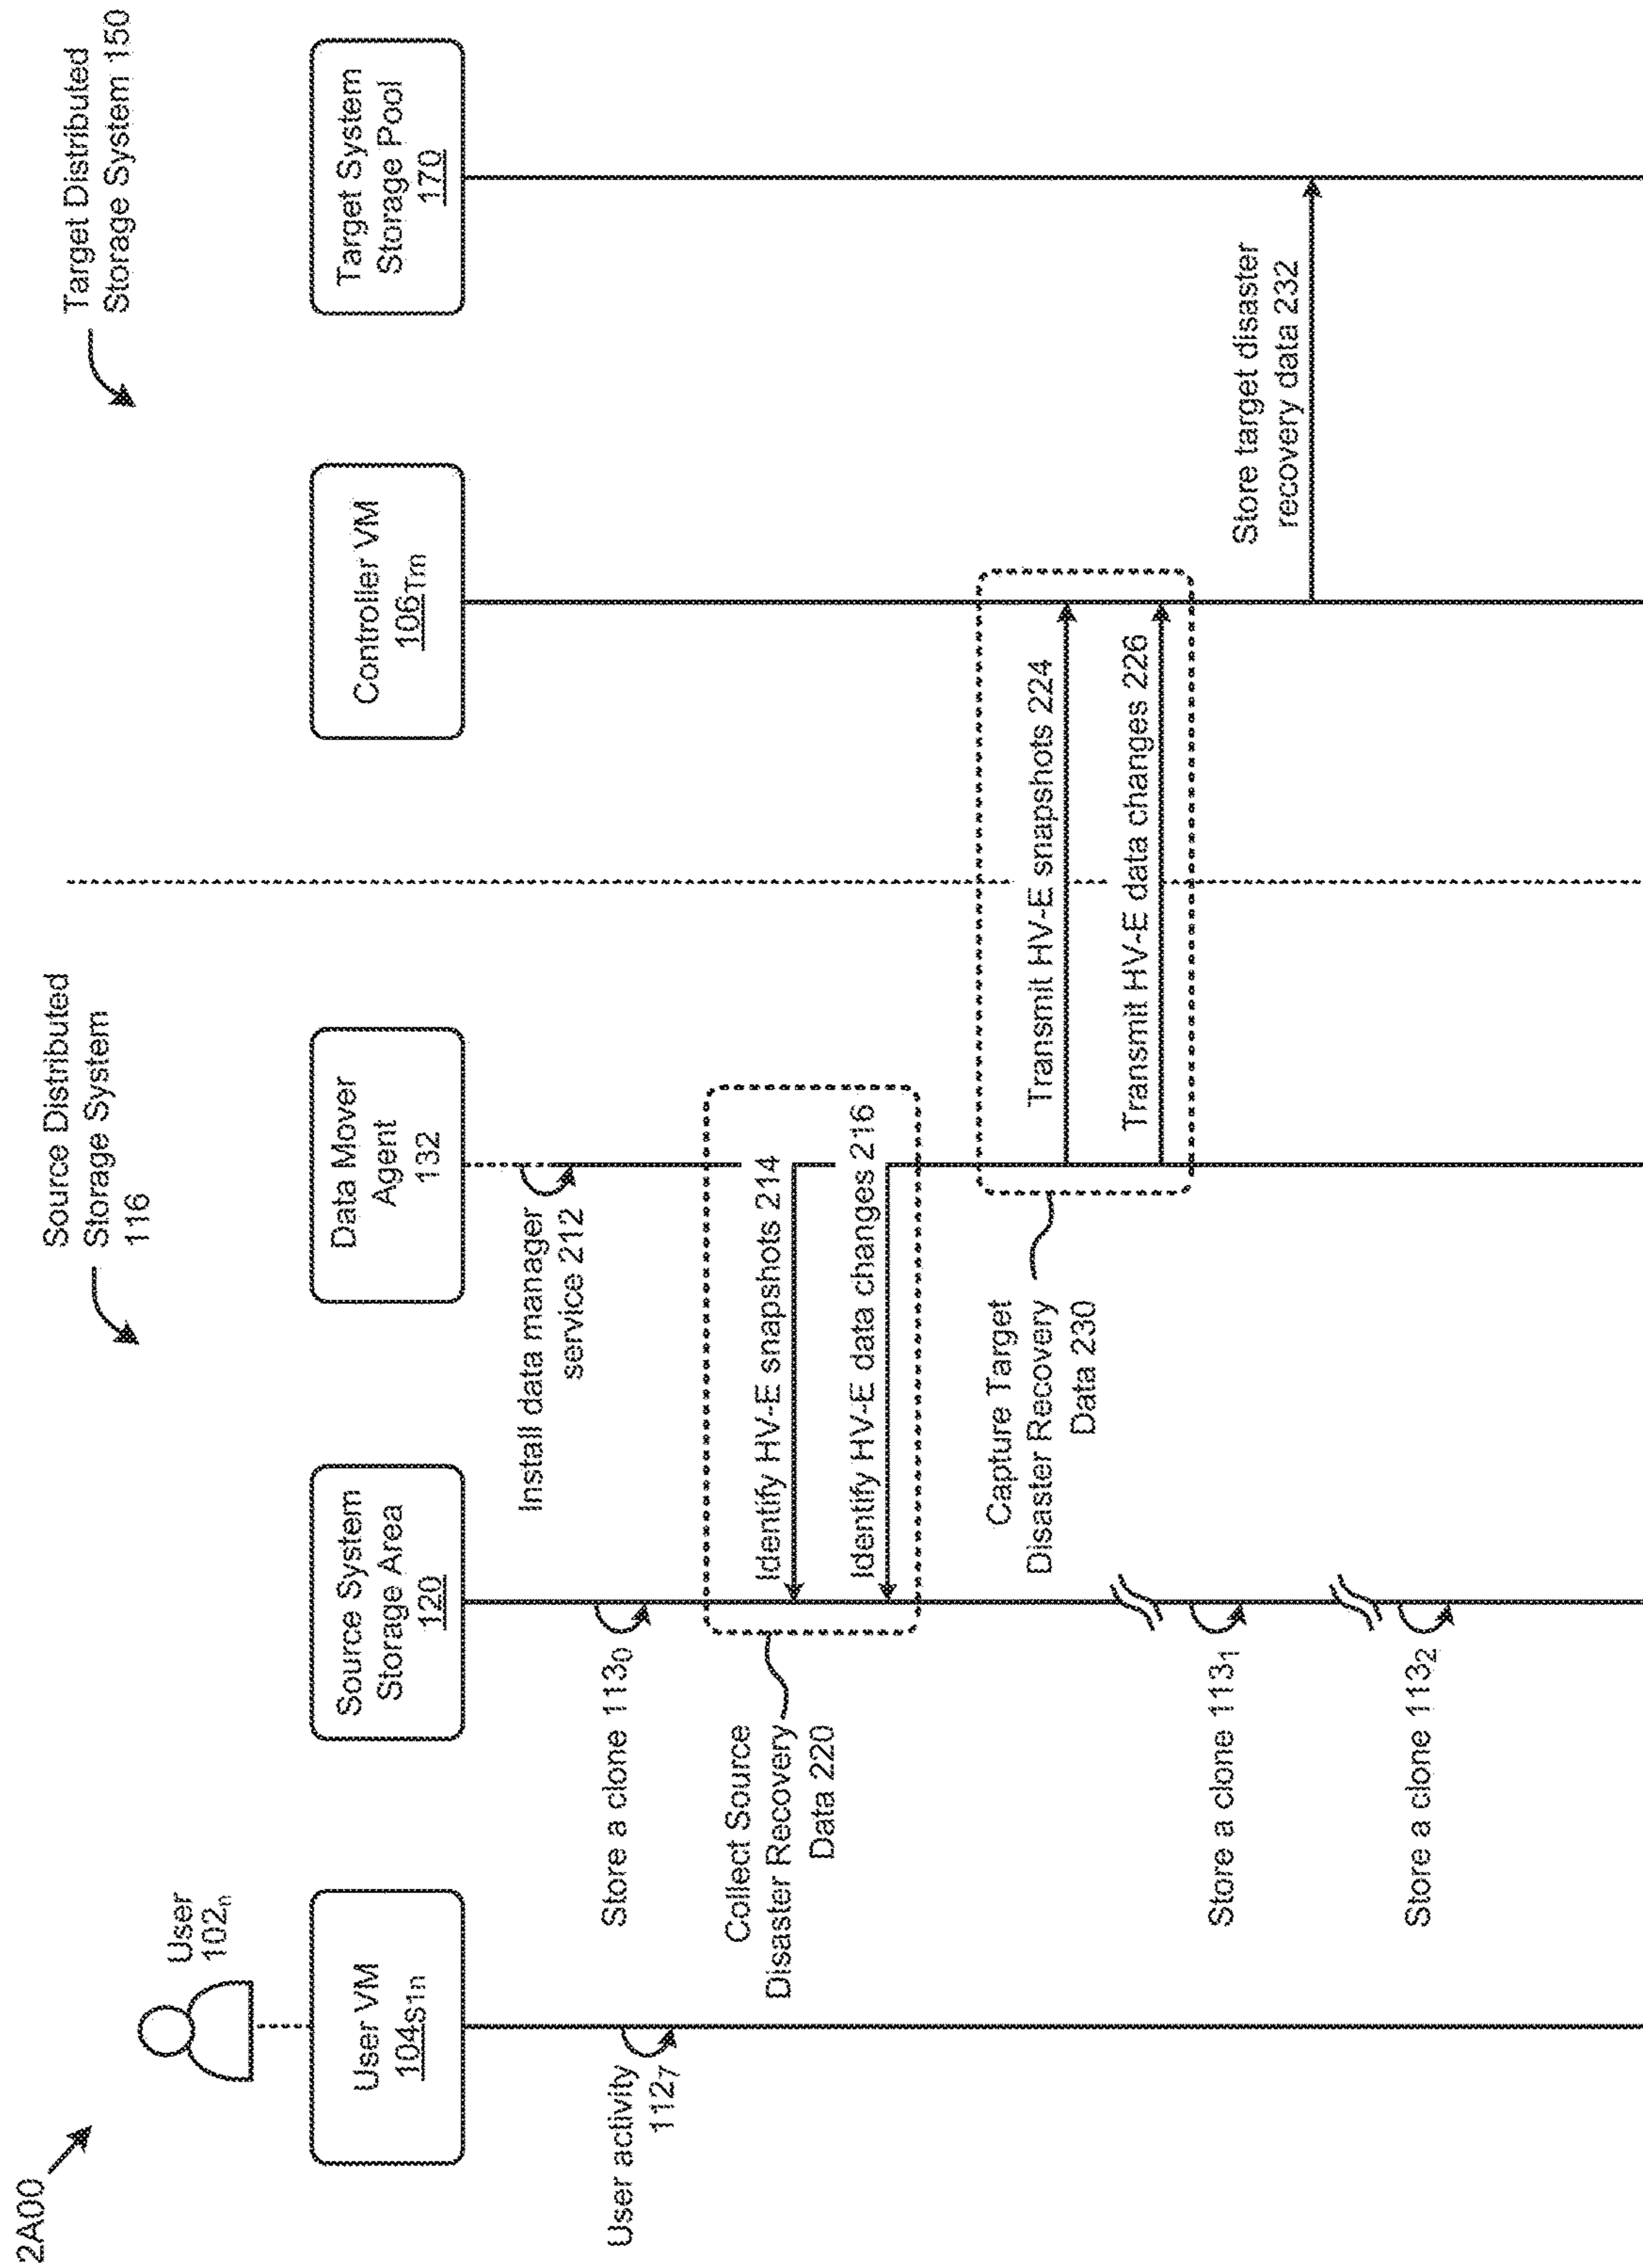 2A00
User
102n
Source Distributed
Storage System
116
Target Distributed
Storage System 150
User VM
104S1n
Source System
Storage Area
120
Data Mover
Agent
132
Controller VM
106Tm
Target System
Storage Pool
170
Install data manager
service 212
User activity
112₇
Store a clone 113₀
Collect Source
Disaster Recovery
Data 220
Identify HV-E snapshots 214
Identify HV-E data changes 216
Capture Target
Disaster Recovery
Data 230
Transmit HV-E snapshots 224
Transmit HV-E data changes 226
Store a clone 113₁
Store target disaster
recovery data 232
Store a clone 113₂